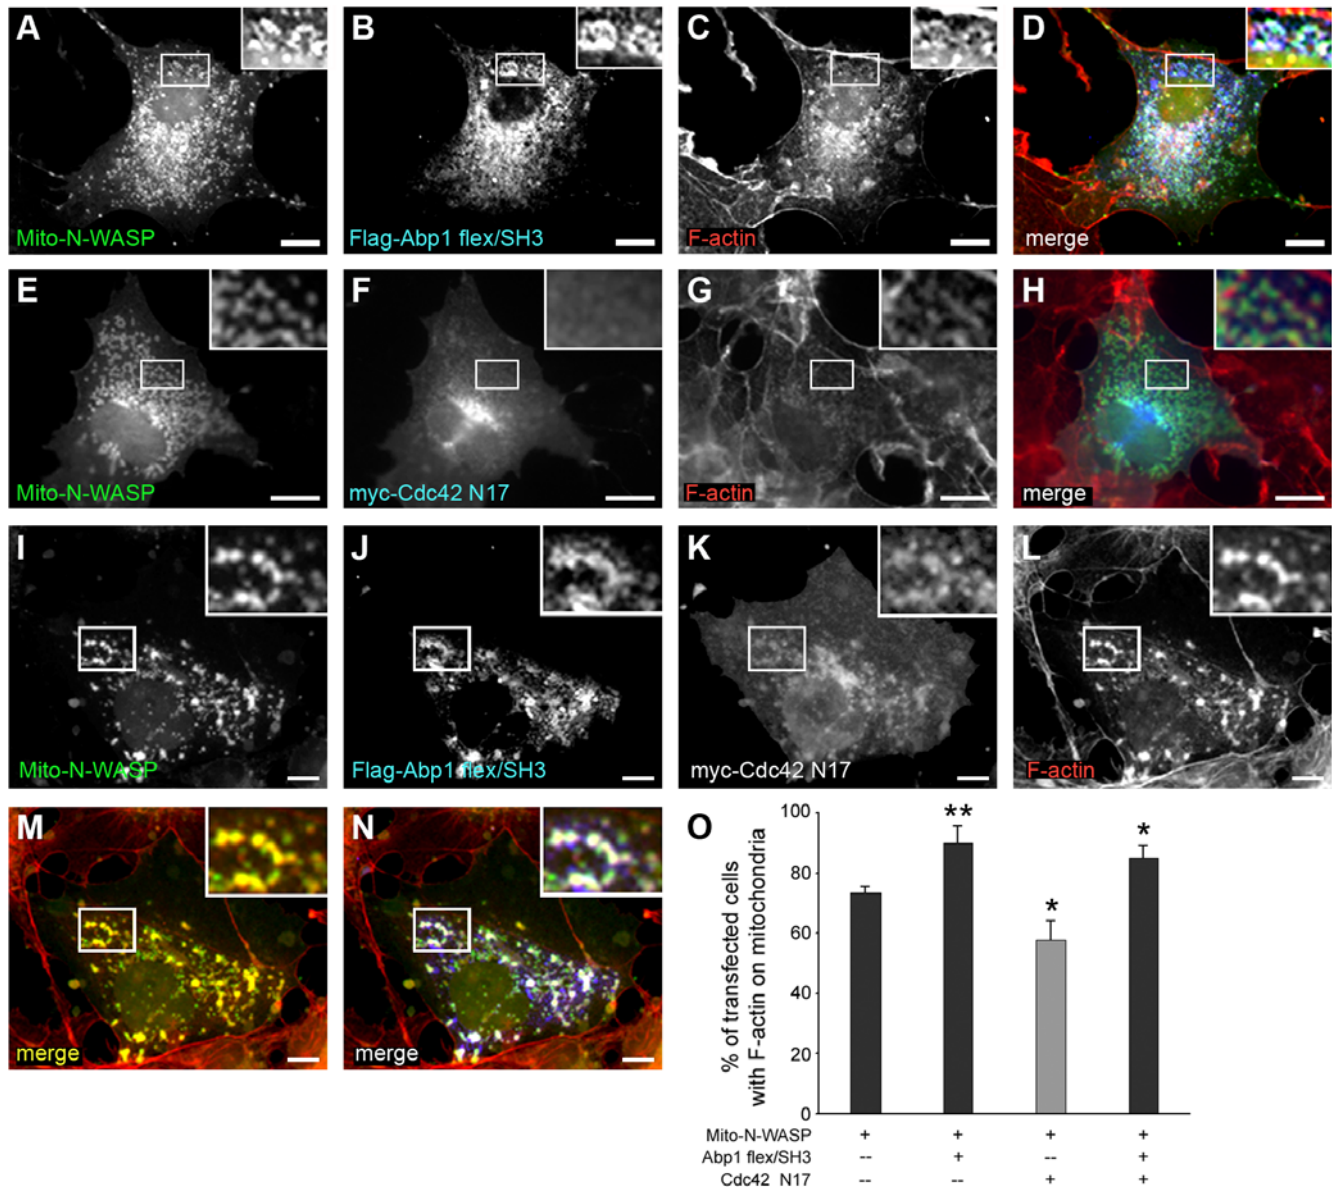 A B C D
Mito-N-WASP Flag-Abp1 flex/SH3 F-actin merge
E F G H
Mito-N-WASP myc-Cdc42 N17 F-actin merge
I J K L
Mito-N-WASP Flag-Abp1 flex/SH3 myc-Cdc42 N17 F-actin
M N O
merge merge
% of transfected cells
with F-actin on mitochondria
100
80
60
40
20
0
** * *
Mito-N-WASP + + + +
Abp1 flex/SH3 -- + -- +
Cdc42 N17 -- -- + +